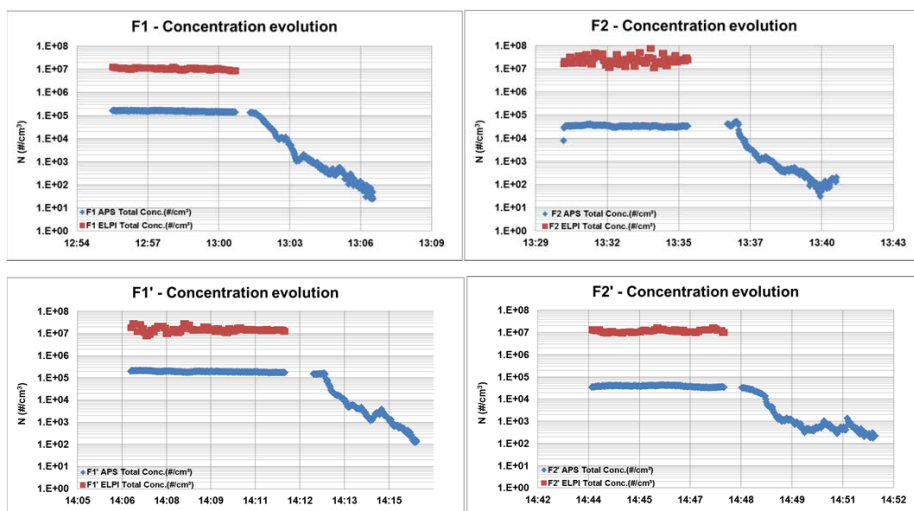 F1 - Concentration evolution
N (#/cm³)
1.E+08
1.E+07
1.E+06
1.E+05
1.E+04
1.E+03
1.E+02
1.E+01
1.E+00
F1 APS Total Conc.(#/cm³)
F1 ELPI Total Conc.(#/cm³)
12:54 12:57 13:00 13:03 13:06 13:09
F2 - Concentration evolution
N (#/cm³)
1.E+08
1.E+07
1.E+06
1.E+05
1.E+04
1.E+03
1.E+02
1.E+01
1.E+00
F2 APS Total Conc.(#/cm³)
F2 ELPI Total Conc.(#/cm³)
13:29 13:32 13:35 13:37 13:40 13:43
F1' - Concentration evolution
N (#/cm³)
1.E+08
1.E+07
1.E+06
1.E+05
1.E+04
1.E+03
1.E+02
1.E+01
1.E+00
F1' APS Total Conc.(#/cm³)
F1' ELPI Total Conc.(#/cm³)
14:05 14:06 14:08 14:09 14:11 14:12 14:13 14:15
F2' - Concentration evolution
N (#/cm³)
1.E+08
1.E+07
1.E+06
1.E+05
1.E+04
1.E+03
1.E+02
1.E+01
1.E+00
F2' APS Total Conc.(#/cm³)
F2' ELPI Total Conc.(#/cm³)
14:42 14:44 14:45 14:47 14:48 14:49 14:51 14:52